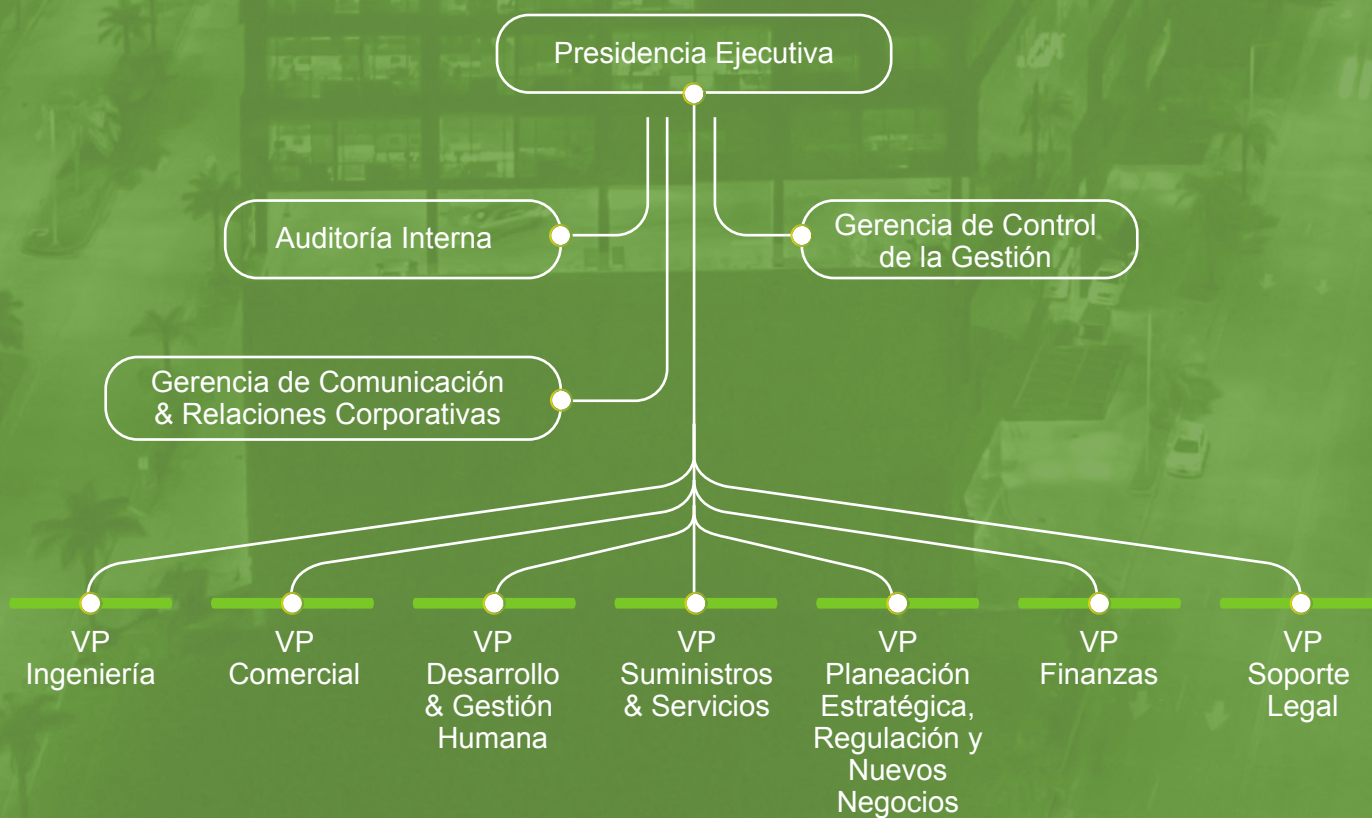 Presidencia Ejecutiva
Auditoría Interna
Gerencia de Control
de la Gestión
Gerencia de Comunicación
& Relaciones Corporativas
VP
Ingeniería
VP
Comercial
VP
Desarrollo
& Gestión
Humana
VP
Suministros
& Servicios
VP
Planeación
Estratégica,
Regulación y
Nuevos
Negocios
VP
Finanzas
VP
Soporte
Legal